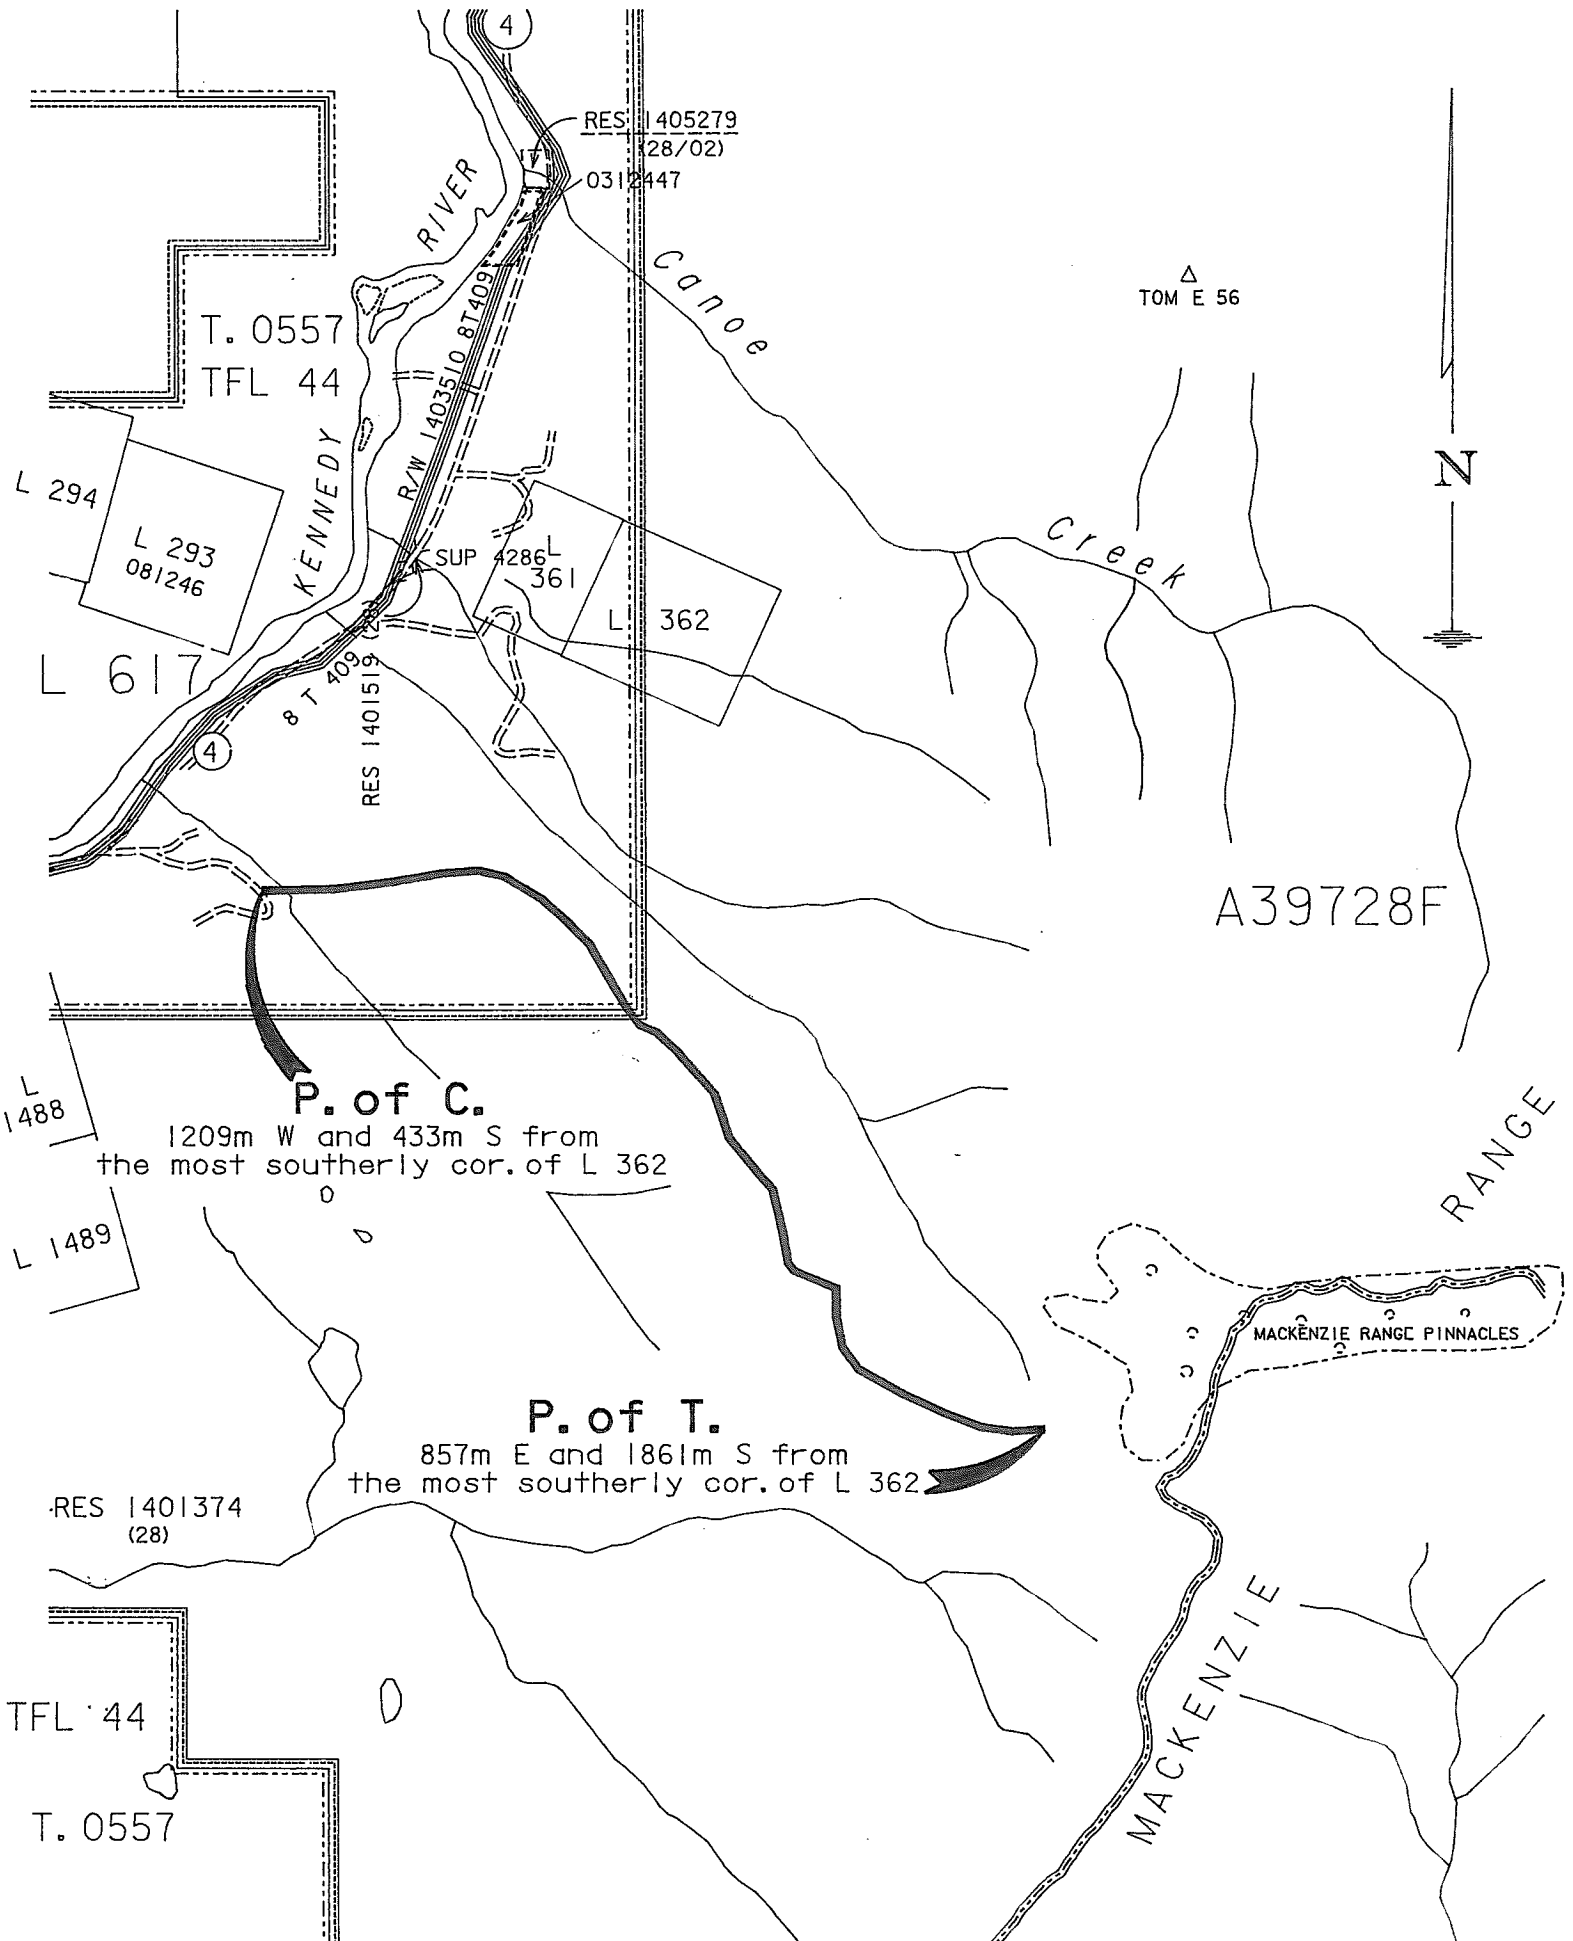 4
RES 1405279
(28/02)
0312447
RIVER
Canoe
TOM E 56
T. 0557
TFL 44
R/W 1403510 8T409
N
L 294
L 293
081246
KENNEDY
SUP 4286
L
361
L 362
Creek
L 617
8 T 409
RES 1401519
28
4
A39728F
P. of C.
1209m W and 433m S from
the most southerly cor. of L 362
L
1488
L 1489
RANGE
MACKENZIE RANGE PINNACLES
P. of T.
857m E and 1861m S from
the most southerly cor. of L 362
RES 1401374
(28)
MACKENZIE
TFL 44
T. 0557